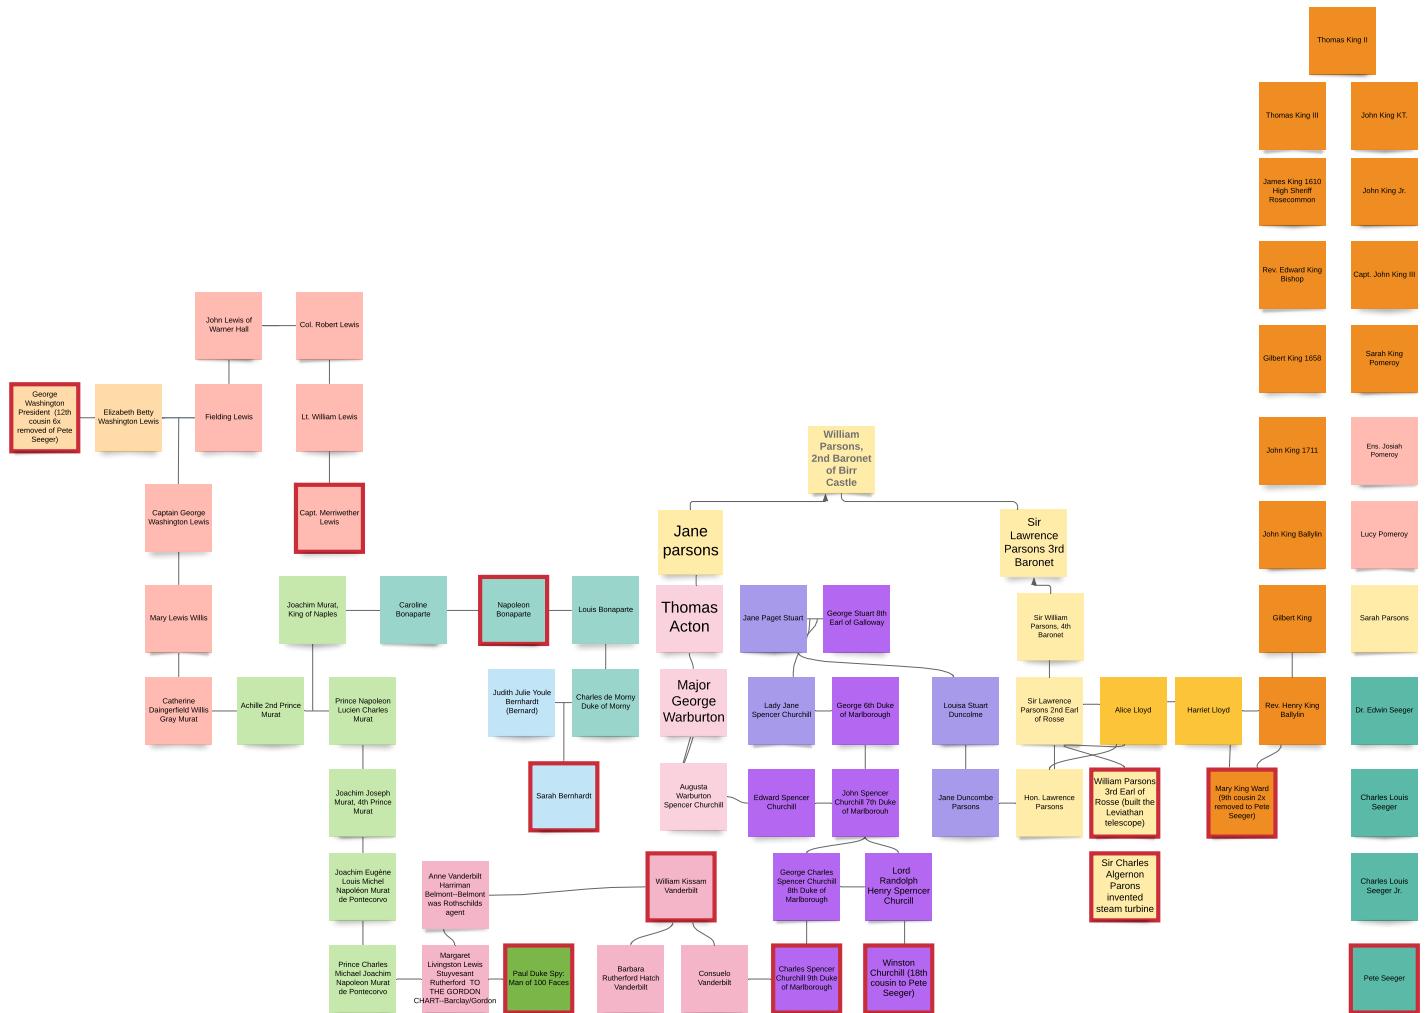 Thomas King II
Thomas King III
John King KT.
James King 1610
High Sheriff
Rosecommon
John King Jr.
Rev. Edward King
Bishop
Capt. John King III
John Lewis of
Warner Hall
Col. Robert Lewis
Gilbert King 1658
Sarah King
Pomeroy
George
Washington
President (12th
cousin 6x
removed of Pete
Seeger)
Elizabeth Betty
Washington Lewis
Fielding Lewis
Lt. William Lewis
William
Parsons,
2nd Baronet
of Birr
Castle
John King 1711
Ens. Josiah
Pomeroy
Captain George
Washington Lewis
Capt. Merriwether
Lewis
Jane
parsons
Sir
Lawrence
Parsons 3rd
Baronet
John King Ballylin
Lucy Pomeroy
Mary Lewis Willis
Joachim Murat,
King of Naples
Caroline
Bonaparte
Napoleon
Bonaparte
Louis Bonaparte
Thomas
Acton
Jane Paget Stuart
George Stuart 8th
Earl of Galloway
Sir William
Parsons, 4th
Baronet
Gilbert King
Sarah Parsons
Catherine
Daingerfield Willis
Gray Murat
Achille 2nd Prince
Murat
Prince Napoleon
Lucien Charles
Murat
Judith Julie Youle
Bernhardt
(Bernard)
Charles de Morny
Duke of Morny
Major
George
Warburton
Lady Jane
Spencer Churchill
George 6th Duke
of Marlborough
Louisa Stuart
Duncolme
Sir Lawrence
Parsons 2nd Earl
of Rosse
Alice Lloyd
Harriet Lloyd
Rev. Henry King
Ballylin
Dr. Edwin Seeger
Joachim Joseph
Murat, 4th Prince
Murat
Sarah Bernhardt
Augusta
Warburton
Spencer Churchill
Edward Spencer
Churchill
John Spencer
Churchill 7th Duke
of Marlborouh
Jane Duncombe
Parsons
Hon. Lawrence
Parsons
William Parsons
3rd Earl of
Rosse (built the
Leviathan
telescope)
Mary King Ward
(9th cousin 2x
removed to Pete
Seeger)
Charles Louis
Seeger
Joachim Eugène
Louis Michel
Napoléon Murat
de Pontecorvo
Anne Vanderbilt
Harriman
Belmont--Belmont
was Rothschilds
agent
William Kissam
Vanderbilt
George Charles
Spencer Churchill
8th Duke of
Marlborough
Lord
Randolph
Henry Sperncer
Churcill
Sir Charles
Algernon
Parons
invented
steam turbine
Charles Louis
Seeger Jr.
Prince Charles
Michael Joachim
Napoleon Murat
de Pontecorvo
Margaret
Livingston Lewis
Stuyvesant
Rutherford TO
THE GORDON
CHART--Barclay/Gordon
Paul Duke Spy:
Man of 100 Faces
Barbara
Rutherford Hatch
Vanderbilt
Consuelo
Vanderbilt
Charles Spencer
Churchill 9th Duke
of Marlborough
Winston
Churchill (18th
cousin to Pete
Seeger)
Pete Seeger